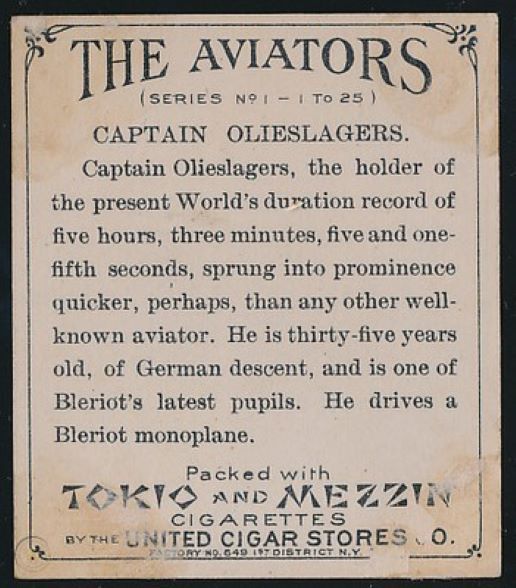 THE AVIATORS
(SERIES Nº 1 - 1 To 25)
CAPTAIN OLIESLAGERS.
Captain Olieslagers, the holder of
the present World's duration record of
five hours, three minutes, five and one-
fifth seconds, sprung into prominence
quicker, perhaps, than any other well-
known aviator. He is thirty-five years
old, of German descent, and is one of
Bleriot's latest pupils. He drives a
Bleriot monoplane.
Packed with
TOKIO AND MEZZIN
CIGARETTES
BY THE UNITED CIGAR STORES O.
FACTORY NO. 649 1ST DISTRICT N.Y.